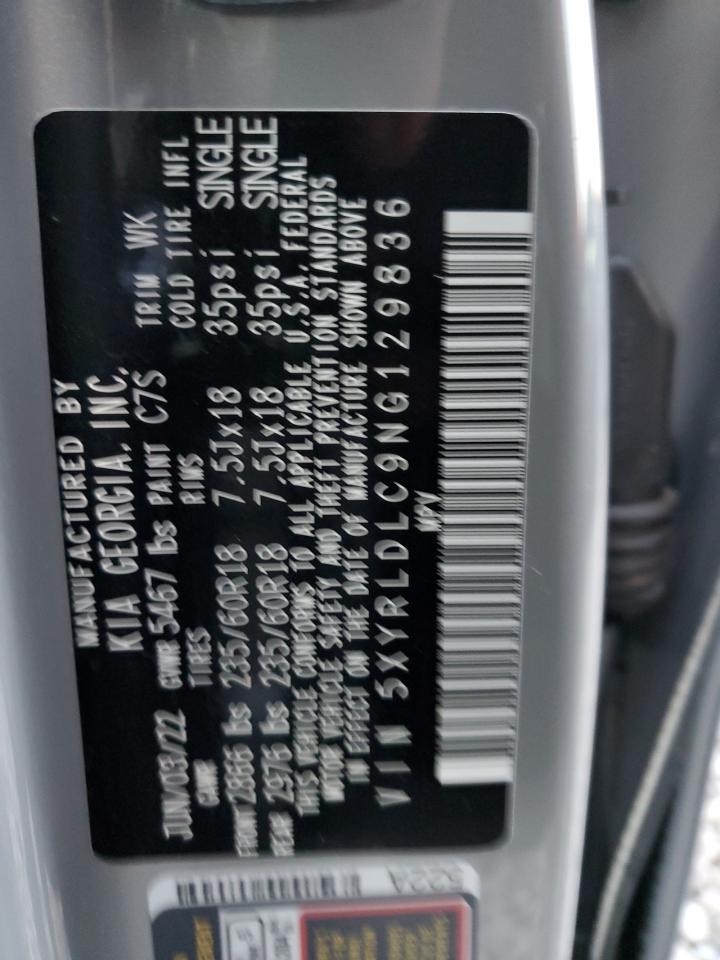 MANUFACTURED BY
KIA GEORGIA, INC.
JUN/03/22 GVWR 5467 lbs PAINT C7S TRIM WK
GAWR TIRES RIMS COLD TIRE INFL
FRONT 2866 lbs 235/60R18 7.5Jx18 35psi SINGLE
REAR 2976 lbs 235/60R18 7.5Jx18 35psi SINGLE
THIS VEHICLE CONFORMS TO ALL APPLICABLE U.S.A. FEDERAL
MOTOR VEHICLE SAFETY AND THEFT PREVENTION STANDARDS
IN EFFECT ON THE DATE OF MANUFACTURE SHOWN ABOVE
VIN 5XYRLDLC9NG129836
MPV
S222A